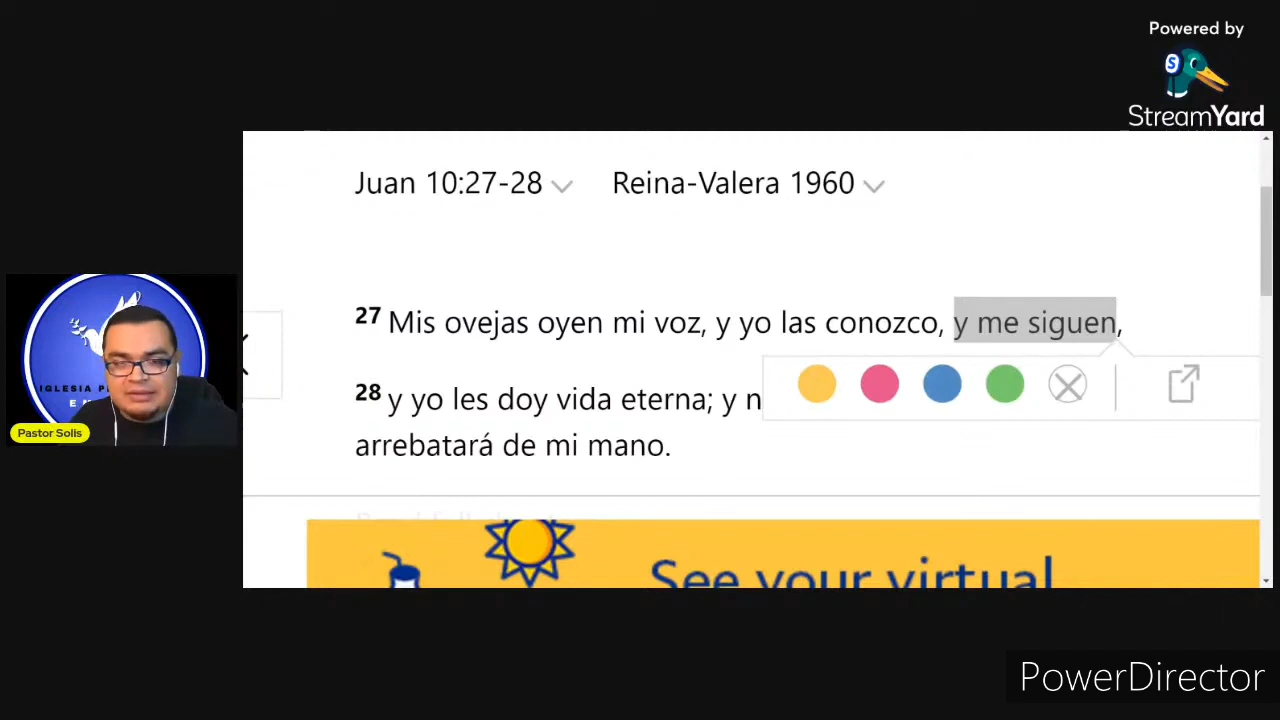 Powered by
S
StreamYard
Juan 10:27-28
Reina-Valera 1960
27 Mis ovejas oyen mi voz, y yo las conozco, y me siguen,
28 y yo les doy vida eterna; y n
arrebatará de mi mano.
See your virtual
IGLESIA P
E
Pastor Solis
PowerDirector